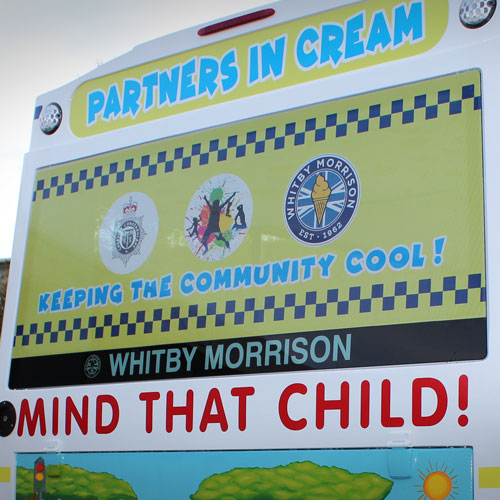 PARTNERS IN CREAM
WHITBY MORRISON
EST • 1962
KEEPING THE COMMUNITY COOL!
WHITBY MORRISON
MIND THAT CHILD!